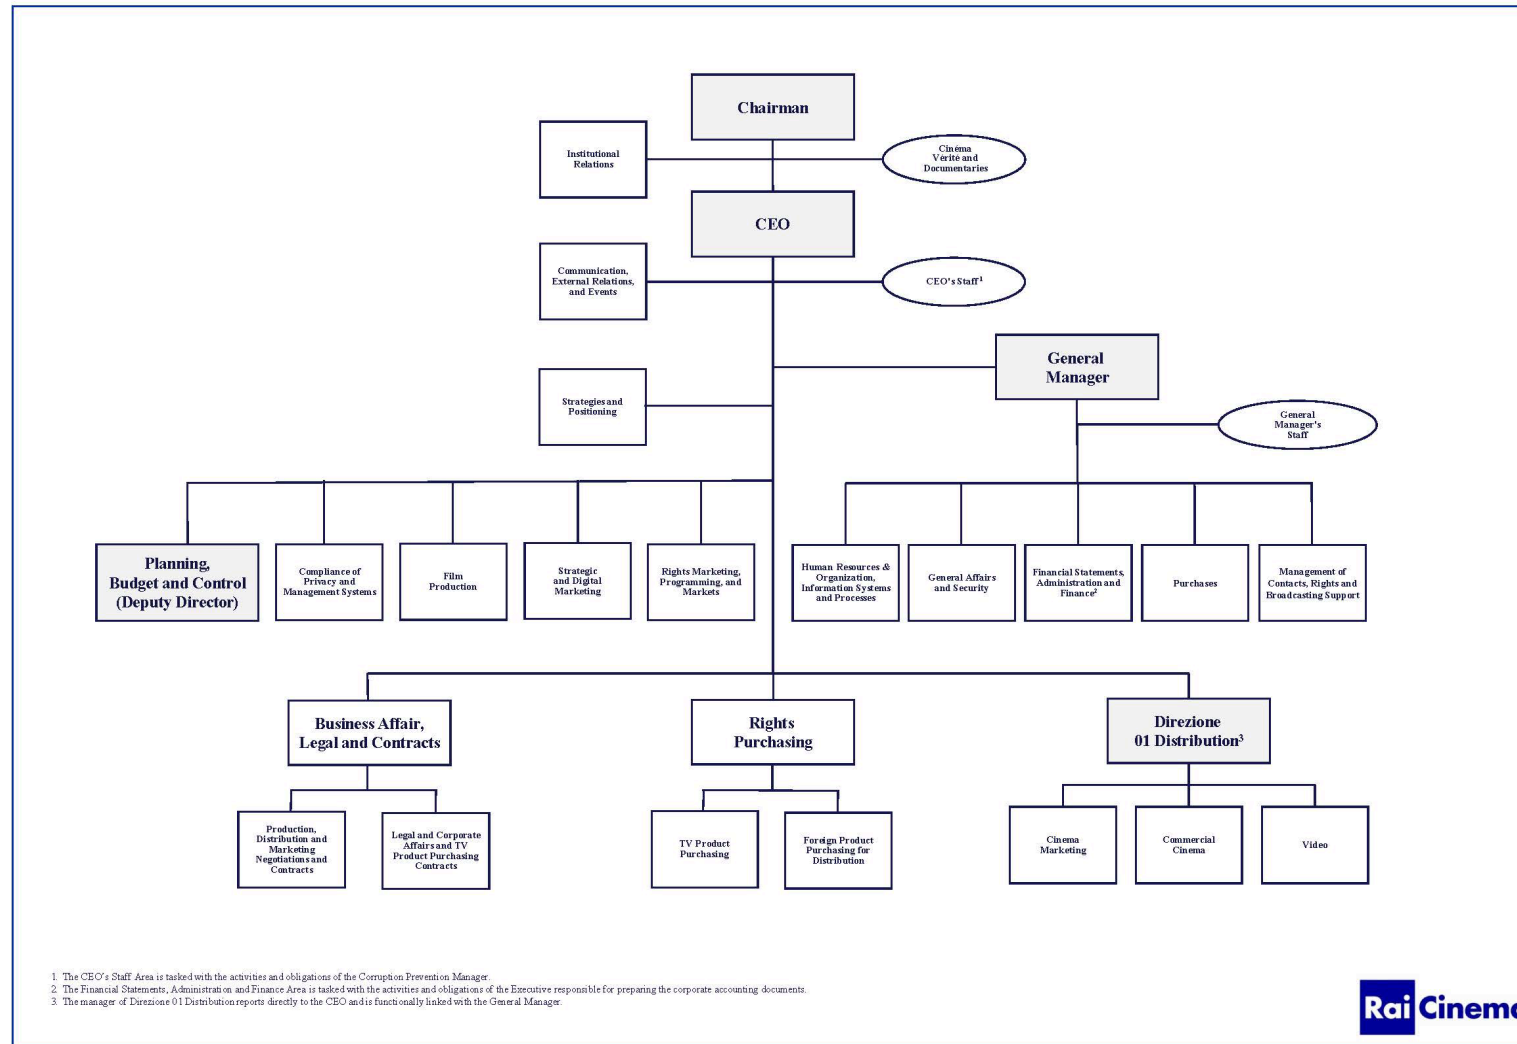 Chairman
Institutional
Relations
Cinéma
Vérité and
Documentaries
CEO
Communication,
External Relations,
and Events
CEO's Staff¹
General
Manager
Strategies and
Positioning
General
Manager's
Staff
Planning,
Budget and Control
(Deputy Director)
Compliance of
Privacy and
Management Systems
Film
Production
Strategic
and Digital
Marketing
Rights Marketing,
Programming, and
Markets
Human Resources &
Organization,
Information Systems
and Processes
General Affairs
and Security
Financial Statements,
Administration and
Finance²
Purchases
Management of
Contacts, Rights and
Broadcasting Support
Business Affair,
Legal and Contracts
Rights
Purchasing
Direzione
01 Distribution³
Production,
Distribution and
Marketing
Negotiations and
Contracts
Legal and Corporate
Affairs and TV
Product Purchasing
Contracts
TV Product
Purchasing
Foreign Product
Purchasing for
Distribution
Cinema
Marketing
Commercial
Cinema
Video
1. The CEO's Staff Area is tasked with the activities and obligations of the Corruption Prevention Manager.
2. The Financial Statements, Administration and Finance Area is tasked with the activities and obligations of the Executive responsible for preparing the corporate accounting documents.
3. The manager of Direzione 01 Distribution reports directly to the CEO and is functionally linked with the General Manager.
Rai Cinema